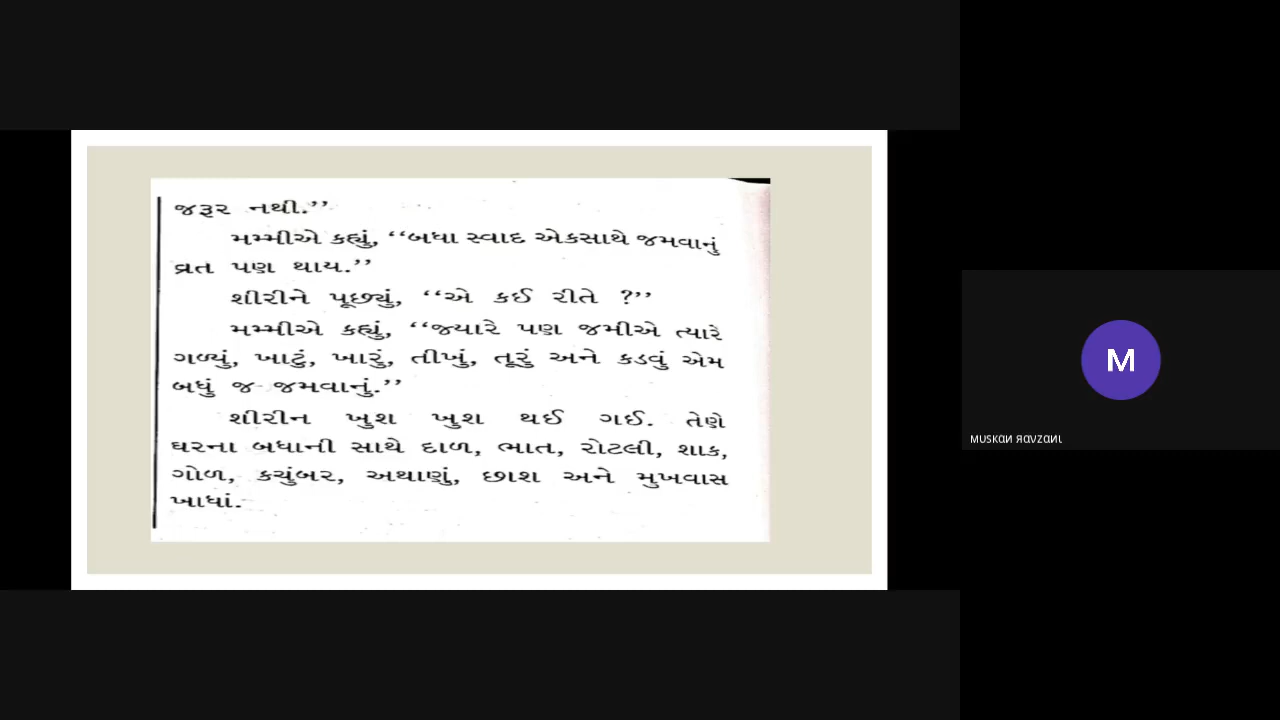 જરૂર નથી.’’
મમ્મીએ કહ્યું, ‘‘બધા સ્વાદ એકસાથે જમવાનું
વ્રત પણ થાય.’’
શીરીને પૂછ્યું, ‘‘એ કઈ રીતે ?’’
મમ્મીએ કહ્યું, ‘‘જ્યારે પણ જમીએ ત્યારે
ગળ્યું, ખાટું, ખારું, તીખું, તૂરું અને કડવું એમ
બધું જ જમવાનું.’’
શીરીન ખુશ ખુશ થઈ ગઈ. તેણે
ઘરના બધાની સાથે દાળ, ભાત, રોટલી, શાક,
ગોળ, કચુંબર, અથાણું, છાશ અને મુખવાસ
ખાધાં.
M
MUSKAN RAVZANI